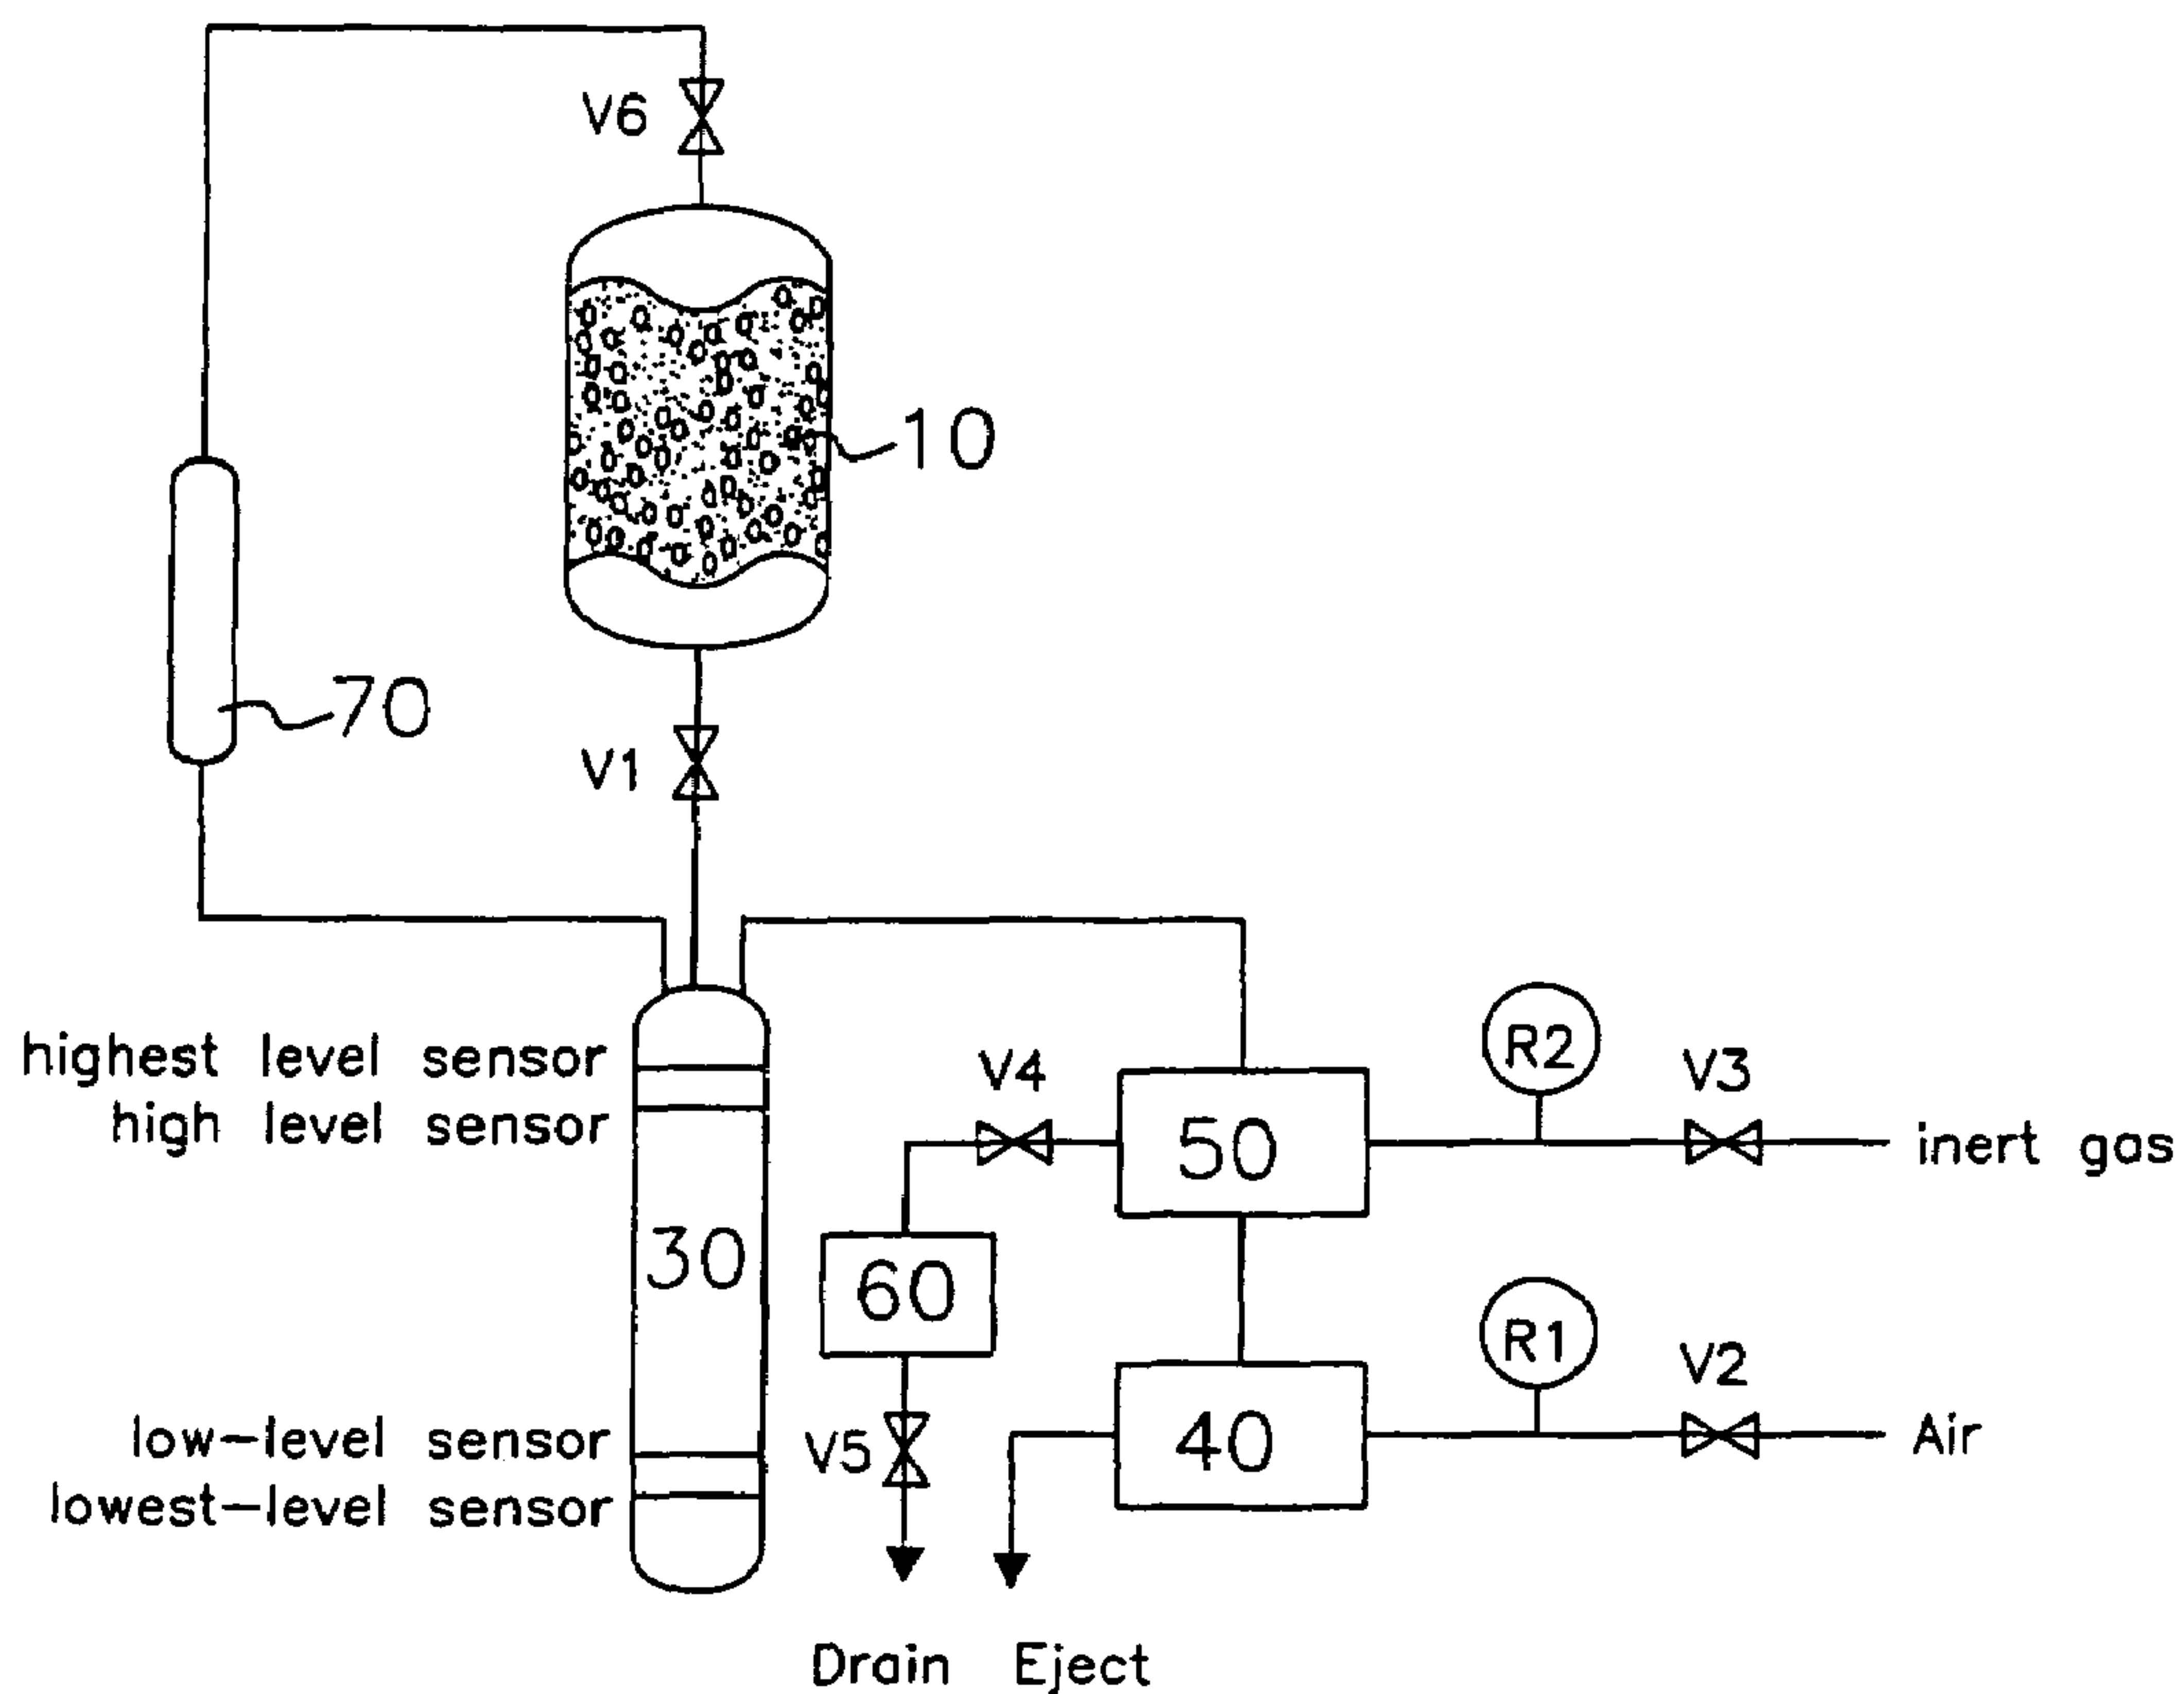 V6
10
70
V1
highest level sensor
high level sensor
30
V4
50
R2
V3
inert gas
60
R1
V2
40
Air
low-level sensor
lowest-level sensor
V5
Drain
Eject